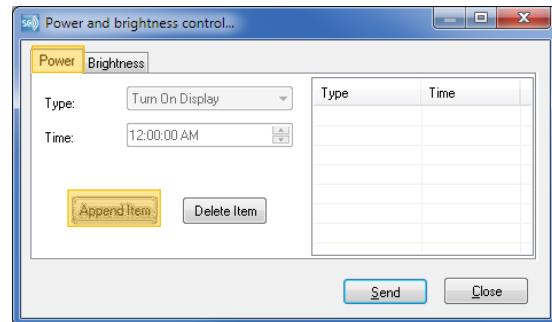 Power and brightness control...
Power Brightness
Type: Turn On Display
Time: 12:00:00 AM
Append Item Delete Item
Type Time
Send Close